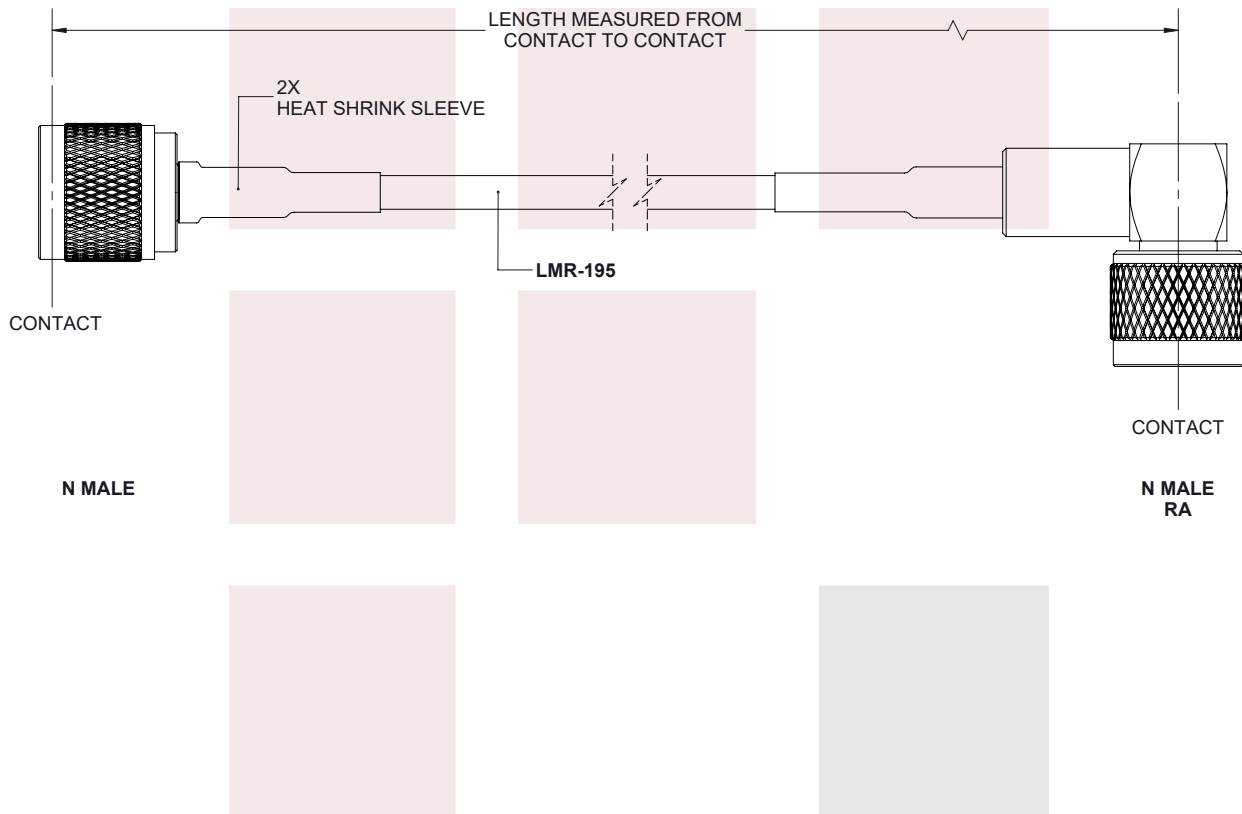 LENGTH MEASURED FROM
CONTACT TO CONTACT
2X
HEAT SHRINK SLEEVE
LMR-195
CONTACT
CONTACT
N MALE
N MALE
RA